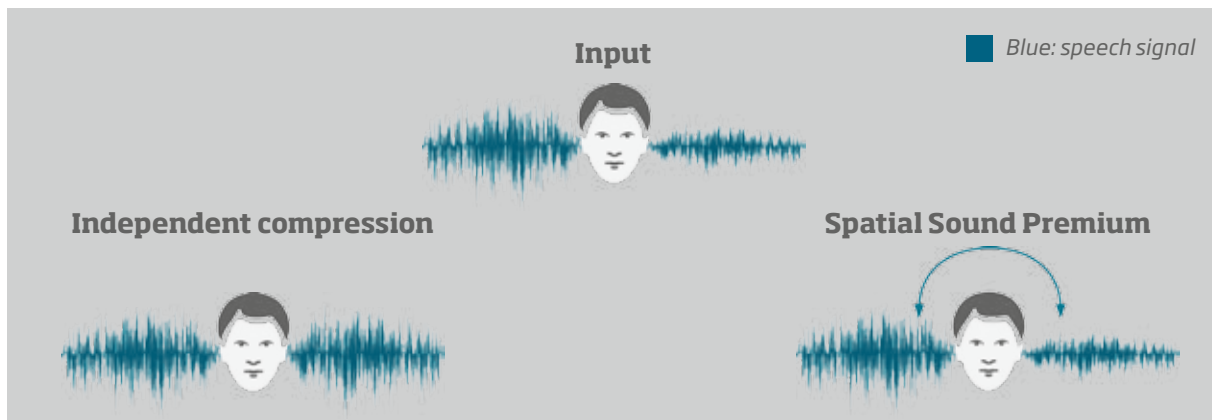 Input
Blue: speech signal
Independent compression
Spatial Sound Premium